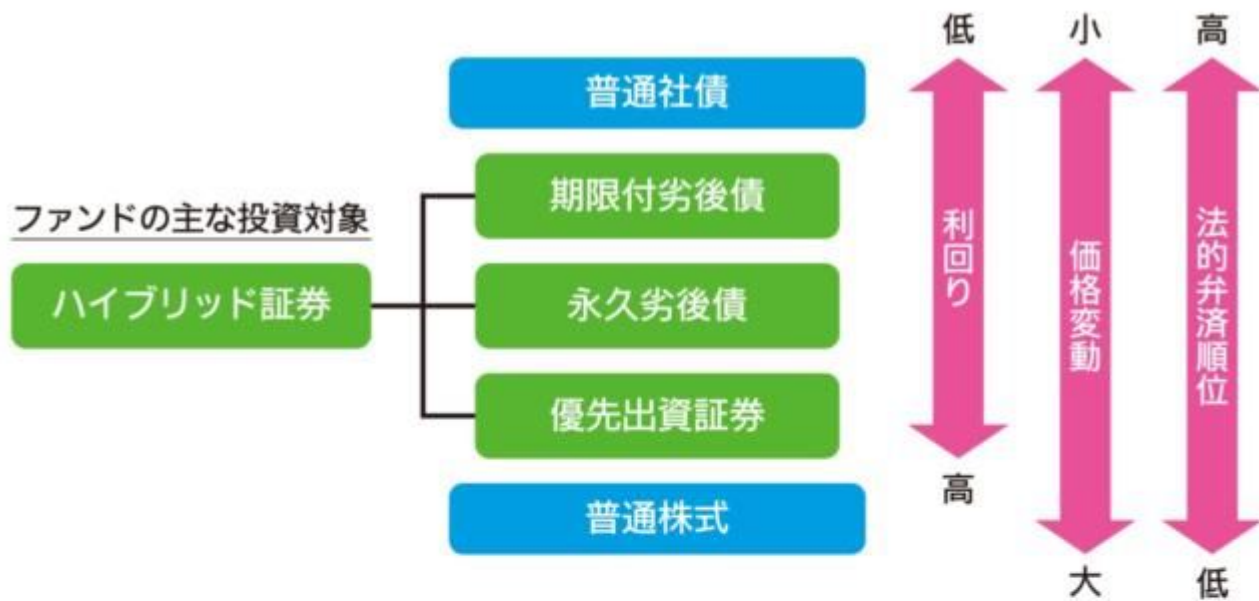 低
小
高
普通社債
期限付劣後債
ファンドの主な投資対象
ハイブリッド証券
永久劣後債
優先出資証券
普通株式
利回り
価格変動
法的弁済順位
高
大
低